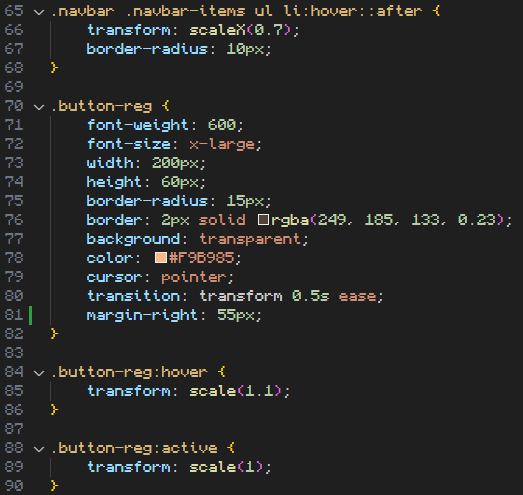 65 .navbar .navbar-items ul li:hover::after {
66 transform: scaleX(0.7);
67 border-radius: 10px;
68 }
69
70 .button-reg {
71 font-weight: 600;
72 font-size: x-large;
73 width: 200px;
74 height: 60px;
75 border-radius: 15px;
76 border: 2px solid rgba(249, 185, 133, 0.23);
77 background: transparent;
78 color: #F9B985;
79 cursor: pointer;
80 transition: transform 0.5s ease;
81 margin-right: 55px;
82 }
83
84 .button-reg:hover {
85 transform: scale(1.1);
86 }
87
88 .button-reg:active {
89 transform: scale(1);
90 }